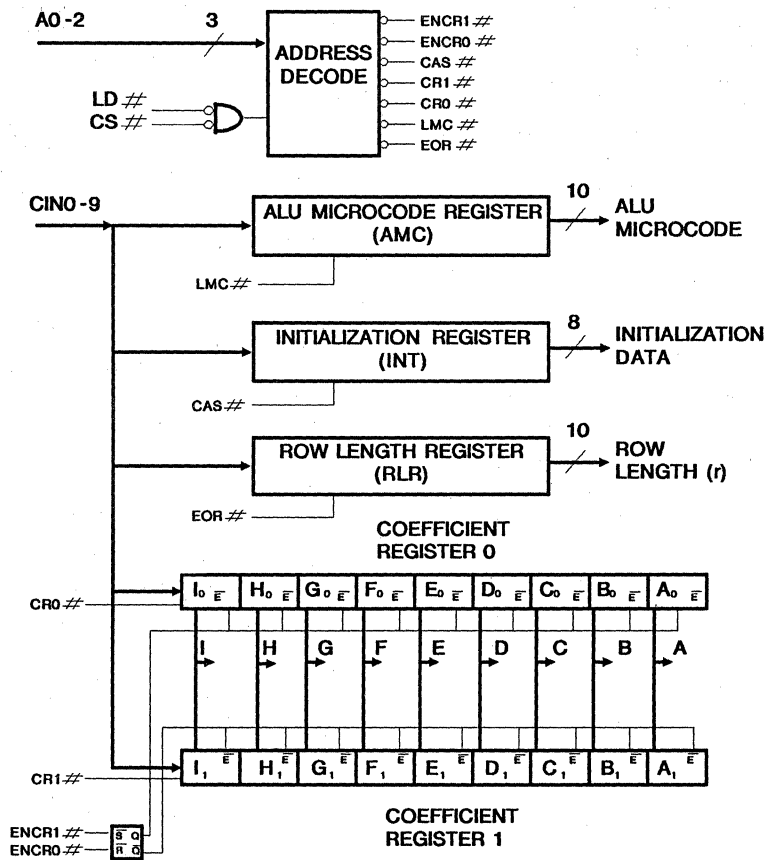 A0-2
3
ADDRESS
DECODE
ENCR1#
ENCR0#
CAS#
CR1#
CR0#
LMC#
EOR#
LD#
CS#
CIN0-9
ALU MICROCODE REGISTER
(AMC)
10
ALU
MICROCODE
LMC#
INITIALIZATION REGISTER
(INT)
8
INITIALIZATION
DATA
CAS#
ROW LENGTH REGISTER
(RLR)
10
ROW
LENGTH (r)
EOR#
COEFFICIENT
REGISTER 0
CR0#
I₀ E̅ H₀ E̅ G₀ E̅ F₀ E̅ E₀ E̅ D₀ E̅ C₀ E̅ B₀ E̅ A₀ E̅
I H G F E D C B A
CR1#
I₁ E̅ H₁ E̅ G₁ E̅ F₁ E̅ E₁ E̅ D₁ E̅ C₁ E̅ B₁ E̅ A₁ E̅
COEFFICIENT
REGISTER 1
ENCR1# S̅ Q
ENCR0# R̅ Q̅